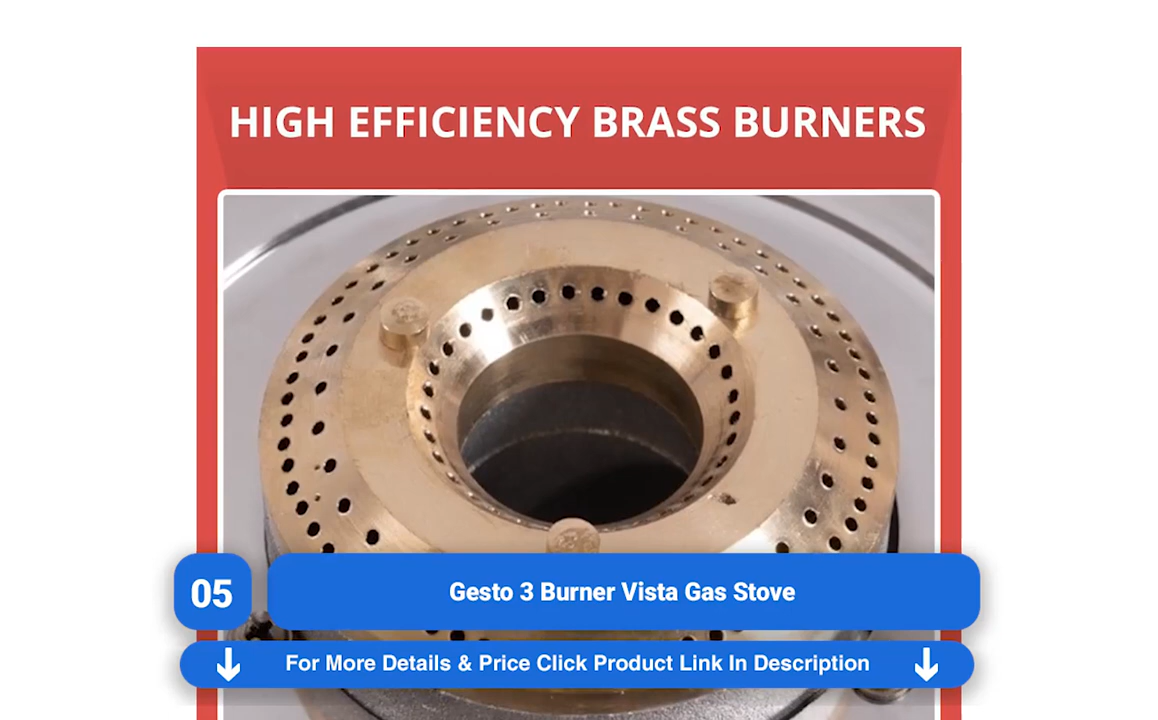 HIGH EFFICIENCY BRASS BURNERS
05
Gesto 3 Burner Vista Gas Stove
For More Details & Price Click Product Link In Description